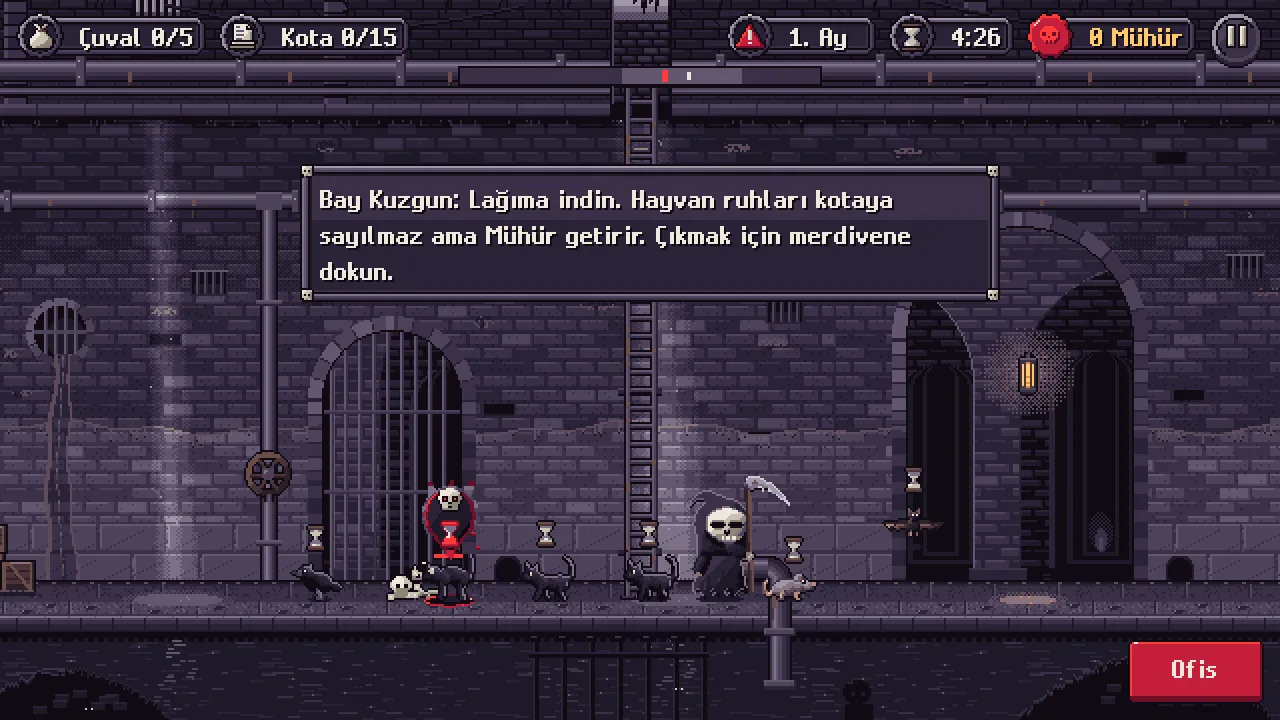 Çuval 0/5
Kota 0/15
1. Ay
4:26
0 Mühür
Bay Kuzgun: Lağıma indin. Hayvan ruhları kotaya
sayılmaz ama Mühür getirir. Çıkmak için merdivene
dokun.
Ofis